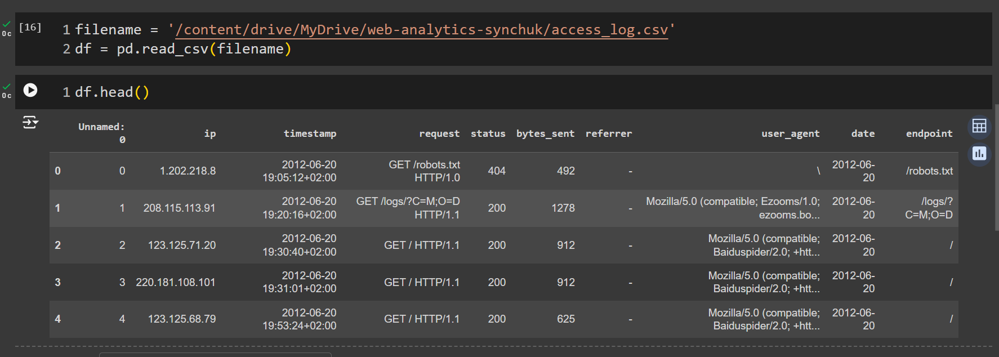 [16]
1 filename = '/content/drive/MyDrive/web-analytics-synchuk/access_log.csv'
0 с
2 df = pd.read_csv(filename)
1 df.head()
0 с
Unnamed: 0 ip timestamp request status bytes_sent referrer user_agent date endpoint
0 0 1.202.218.8 2012-06-20 19:05:12+02:00 GET /robots.txt HTTP/1.0 404 492 - \ 2012-06-20 /robots.txt
1 1 208.115.113.91 2012-06-20 19:20:16+02:00 GET /logs/?C=M;O=D HTTP/1.1 200 1278 - Mozilla/5.0 (compatible; Ezooms/1.0; ezooms.bo... 2012-06-20 /logs/?C=M;O=D
2 2 123.125.71.20 2012-06-20 19:30:40+02:00 GET / HTTP/1.1 200 912 - Mozilla/5.0 (compatible; Baiduspider/2.0; +htt... 2012-06-20 /
3 3 220.181.108.101 2012-06-20 19:31:01+02:00 GET / HTTP/1.1 200 912 - Mozilla/5.0 (compatible; Baiduspider/2.0; +htt... 2012-06-20 /
4 4 123.125.68.79 2012-06-20 19:53:24+02:00 GET / HTTP/1.1 200 625 - Mozilla/5.0 (compatible; Baiduspider/2.0; +htt... 2012-06-20 /